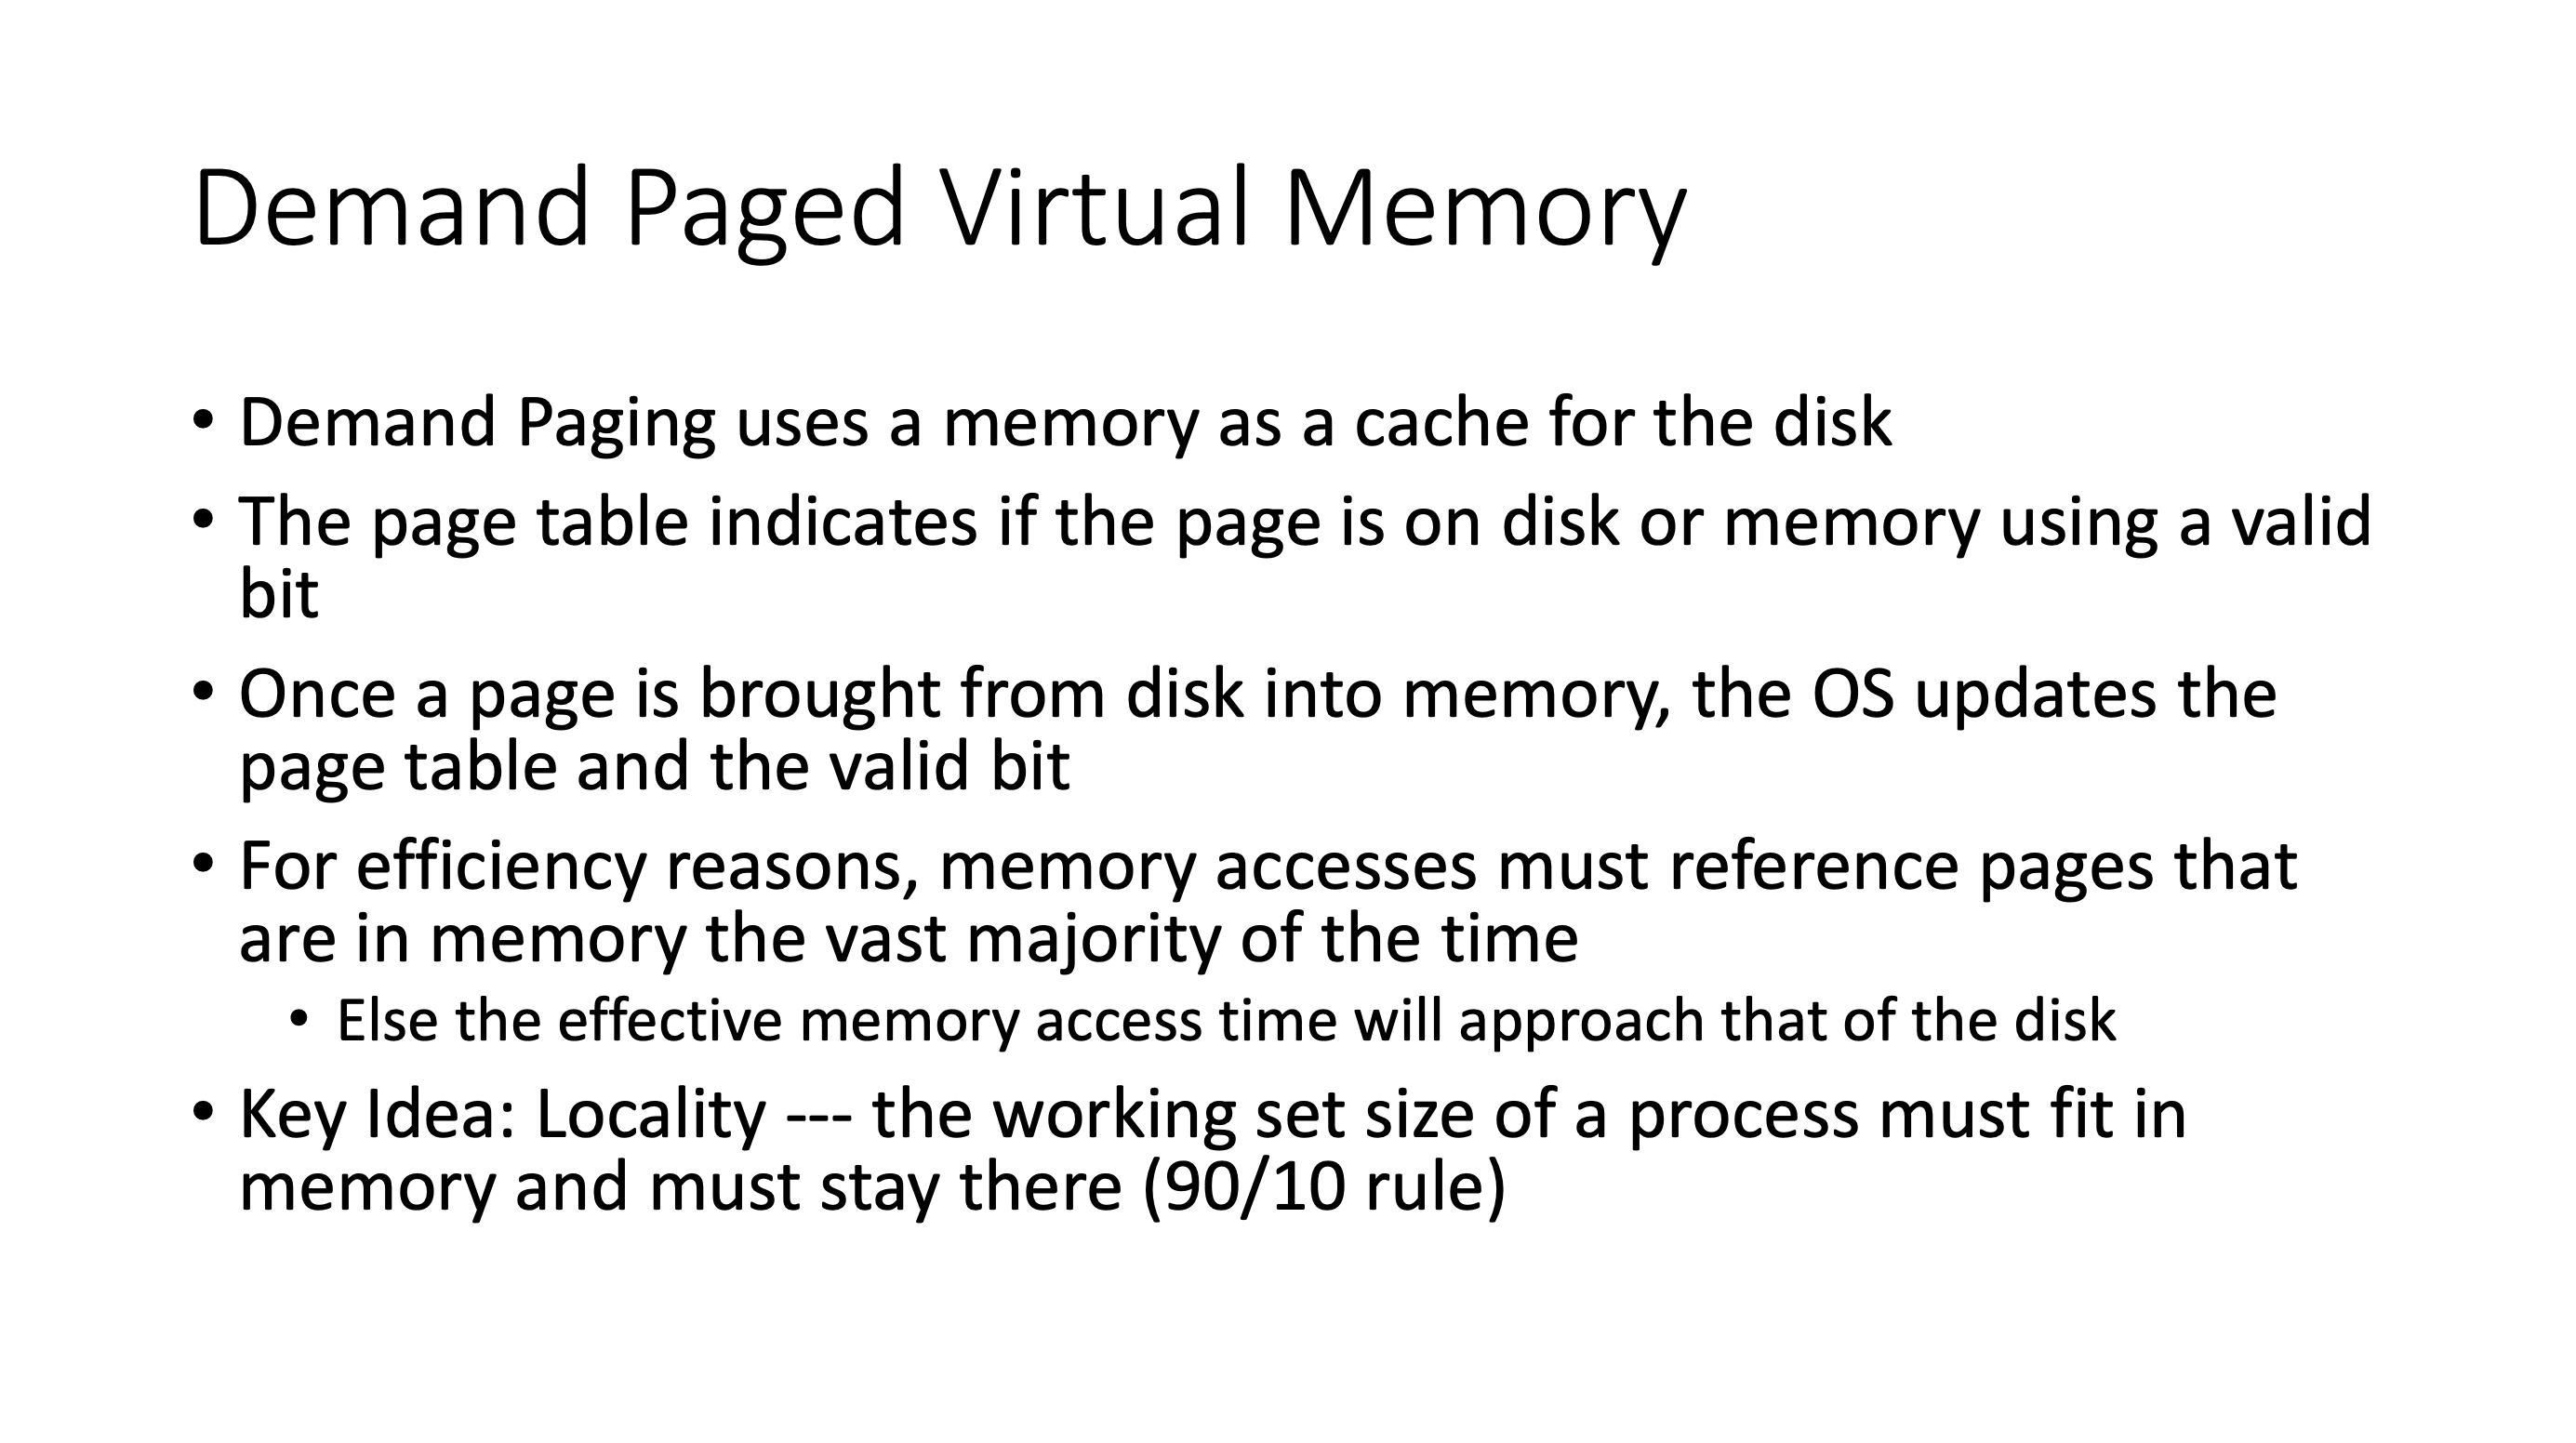 Demand Paged Virtual Memory
• Demand Paging uses a memory as a cache for the disk
• The page table indicates if the page is on disk or memory using a valid
bit
• Once a page is brought from disk into memory, the OS updates the
page table and the valid bit
• For efficiency reasons, memory accesses must reference pages that
are in memory the vast majority of the time
• Else the effective memory access time will approach that of the disk
• Key Idea: Locality --- the working set size of a process must fit in
memory and must stay there (90/10 rule)